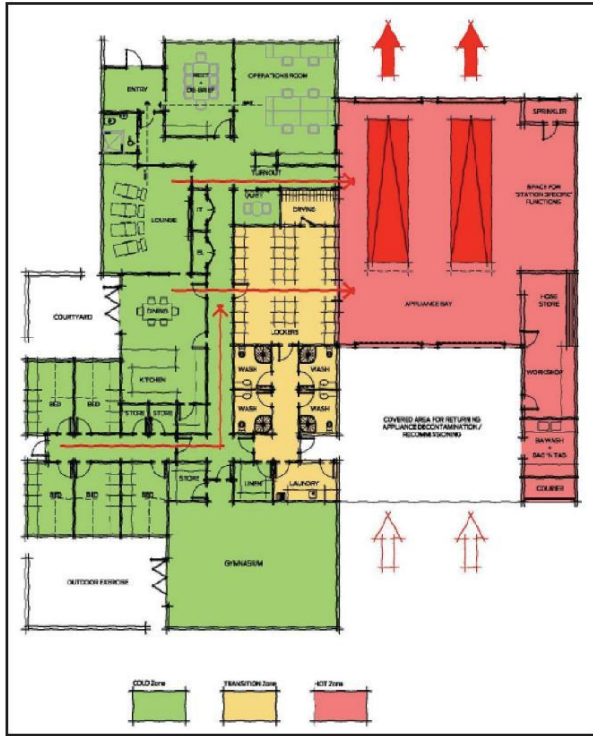 MEET
+
DE-BRIEF
OPERATIONS ROOM
ENTRY
SPRINKLER
TURNOUT
SPACE FOR
'STATION SPECIFIC'
FUNCTIONS
QUIET
IT
DRYING
LOUNGE
EL
APPLIANCE BAY
HOSE
STORE
COURTYARD
DINING
LOCKERS
KITCHEN
WASH
WASH
WORKSHOP
BED
BED
STORE
STORE
WASH
WASH
COVERED AREA FOR RETURNING
APPLIANCE DECONTAMINATION /
RECOMMISSIONING
BA WASH
+
BAG 'N TAG
BED
BED
BED
STORE
LINEN
LAUNDRY
COURIER
GYMNASIUM
OUTDOOR EXERCISE
COLD Zone
TRANSITION Zone
HOT Zone